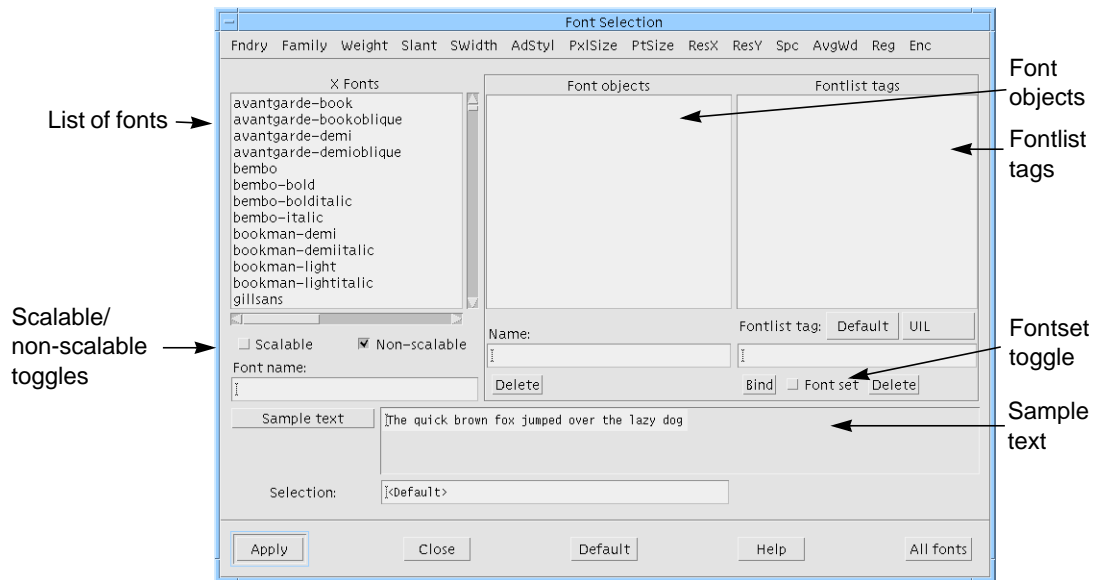 Font Selection
Fndry Family Weight Slant SWidth AdStyl PxlSize PtSize ResX ResY Spc AvgWd Reg Enc
X Fonts
Font objects
Fontlist tags
avantgarde-book
avantgarde-bookoblique
avantgarde-demi
avantgarde-demioblique
bembo
bembo-bold
bembo-bolditalic
bembo-italic
bookman-demi
bookman-demiitalic
bookman-light
bookman-lightitalic
gillsans
Scalable
Non-scalable
Font name:
Name:
Delete
Fontlist tag:
Default
UIL
Bind
Font set
Delete
Sample text
The quick brown fox jumped over the lazy dog
Selection:
<Default>
Apply
Close
Default
Help
All fonts
List of fonts
Scalable/
non-scalable
toggles
Font
objects
Fontlist
tags
Fontset
toggle
Sample
text